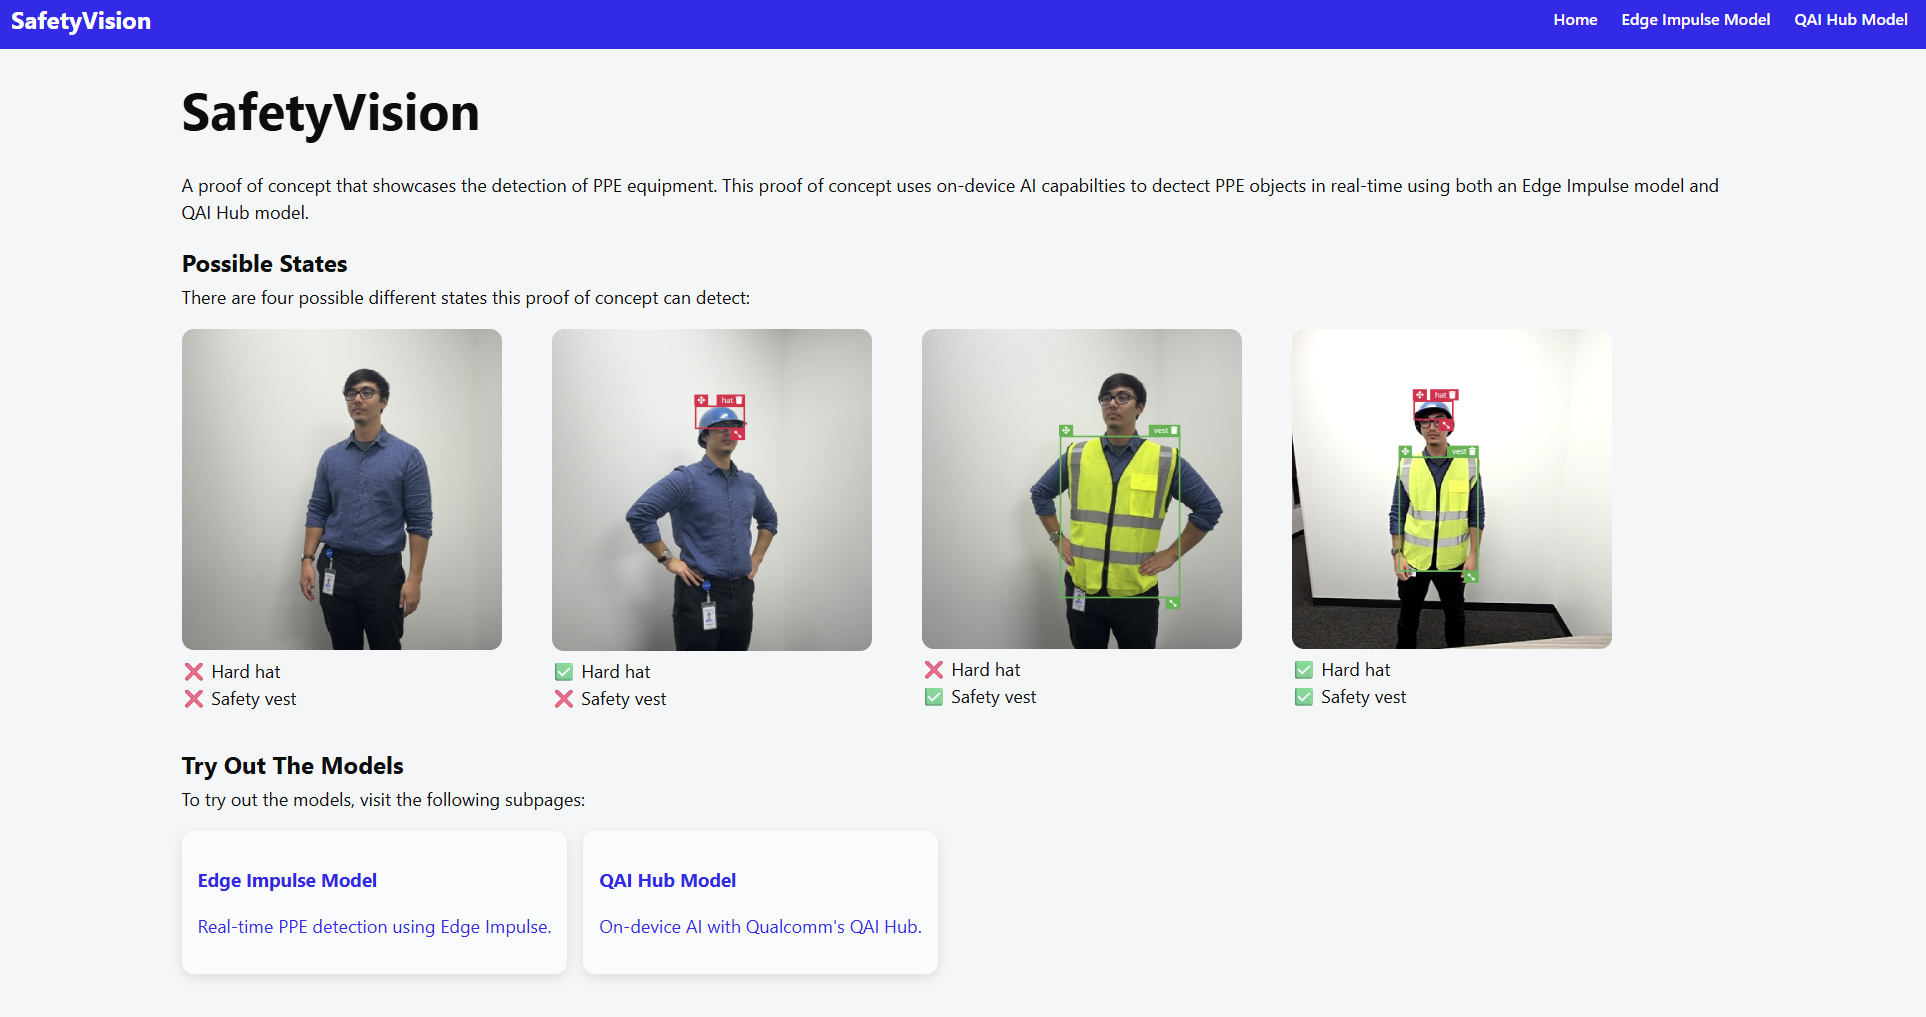 SafetyVision
Home Edge Impulse Model QAI Hub Model
SafetyVision
A proof of concept that showcases the detection of PPE equipment. This proof of concept uses on-device AI capabilties to dectect PPE objects in real-time using both an Edge Impulse model and
QAI Hub model.
Possible States
There are four possible different states this proof of concept can detect:
hat
vest
hat
vest
Hard hat
Safety vest
Hard hat
Safety vest
Hard hat
Safety vest
Hard hat
Safety vest
Try Out The Models
To try out the models, visit the following subpages:
Edge Impulse Model
Real-time PPE detection using Edge Impulse.
QAI Hub Model
On-device AI with Qualcomm's QAI Hub.